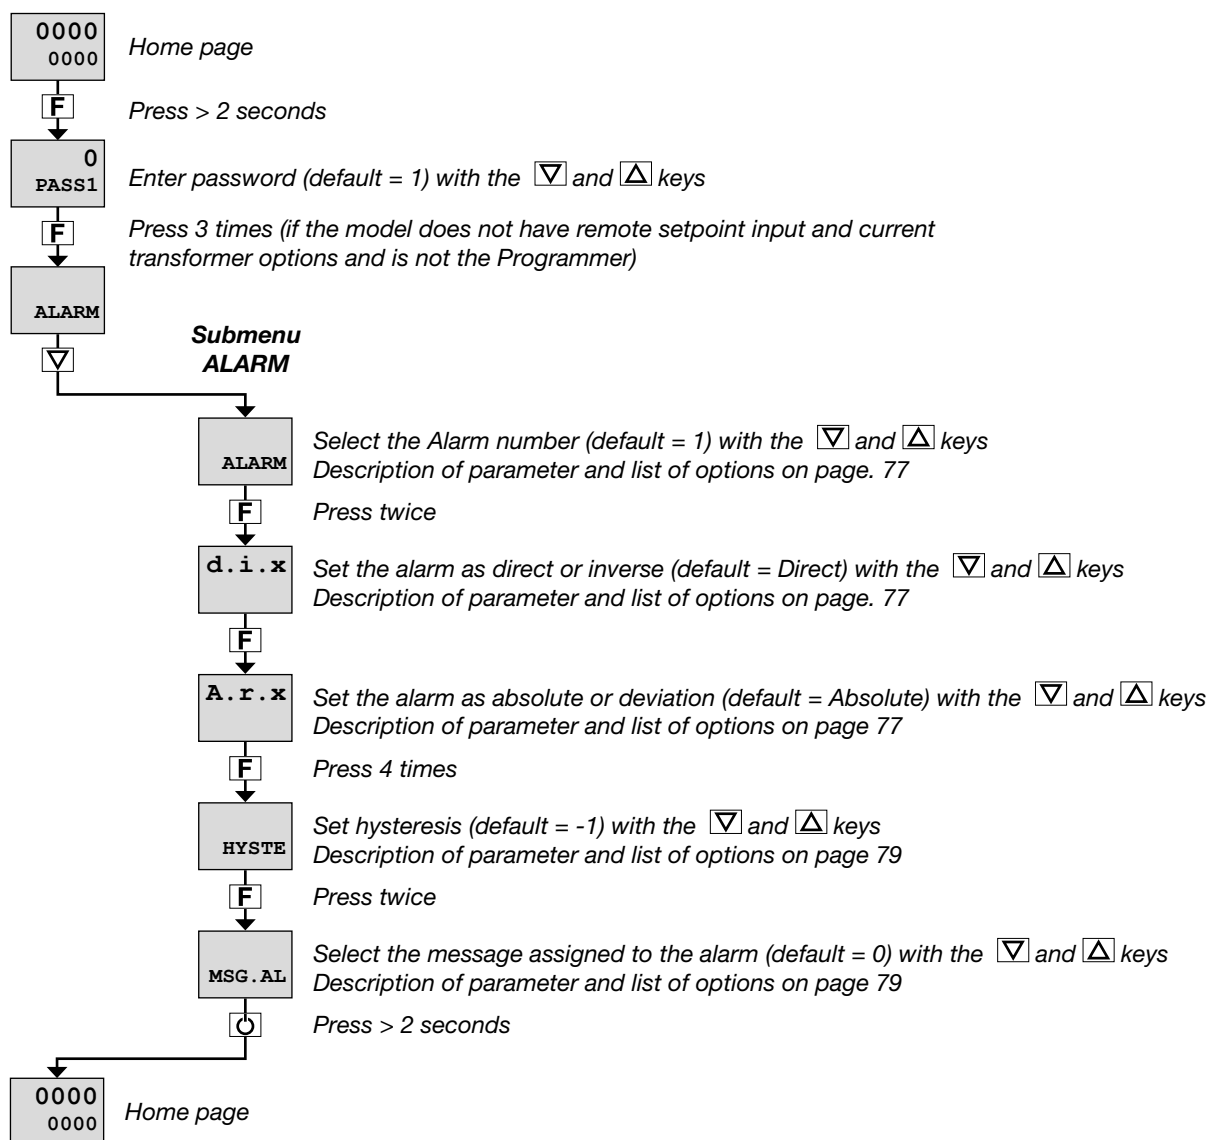 0000
0000
Home page
F
Press > 2 seconds
0
PASS1
Enter password (default = 1) with the ▽ and △ keys
F
Press 3 times (if the model does not have remote setpoint input and current
transformer options and is not the Programmer)
ALARM
Submenu
ALARM
ALARM
Select the Alarm number (default = 1) with the ▽ and △ keys
Description of parameter and list of options on page. 77
F
Press twice
d.i.x
Set the alarm as direct or inverse (default = Direct) with the ▽ and △ keys
Description of parameter and list of options on page. 77
F
A.r.x
Set the alarm as absolute or deviation (default = Absolute) with the ▽ and △ keys
Description of parameter and list of options on page 77
F
Press 4 times
HYSTE
Set hysteresis (default = -1) with the ▽ and △ keys
Description of parameter and list of options on page 79
F
Press twice
MSG.AL
Select the message assigned to the alarm (default = 0) with the ▽ and △ keys
Description of parameter and list of options on page 79
Press > 2 seconds
0000
0000
Home page